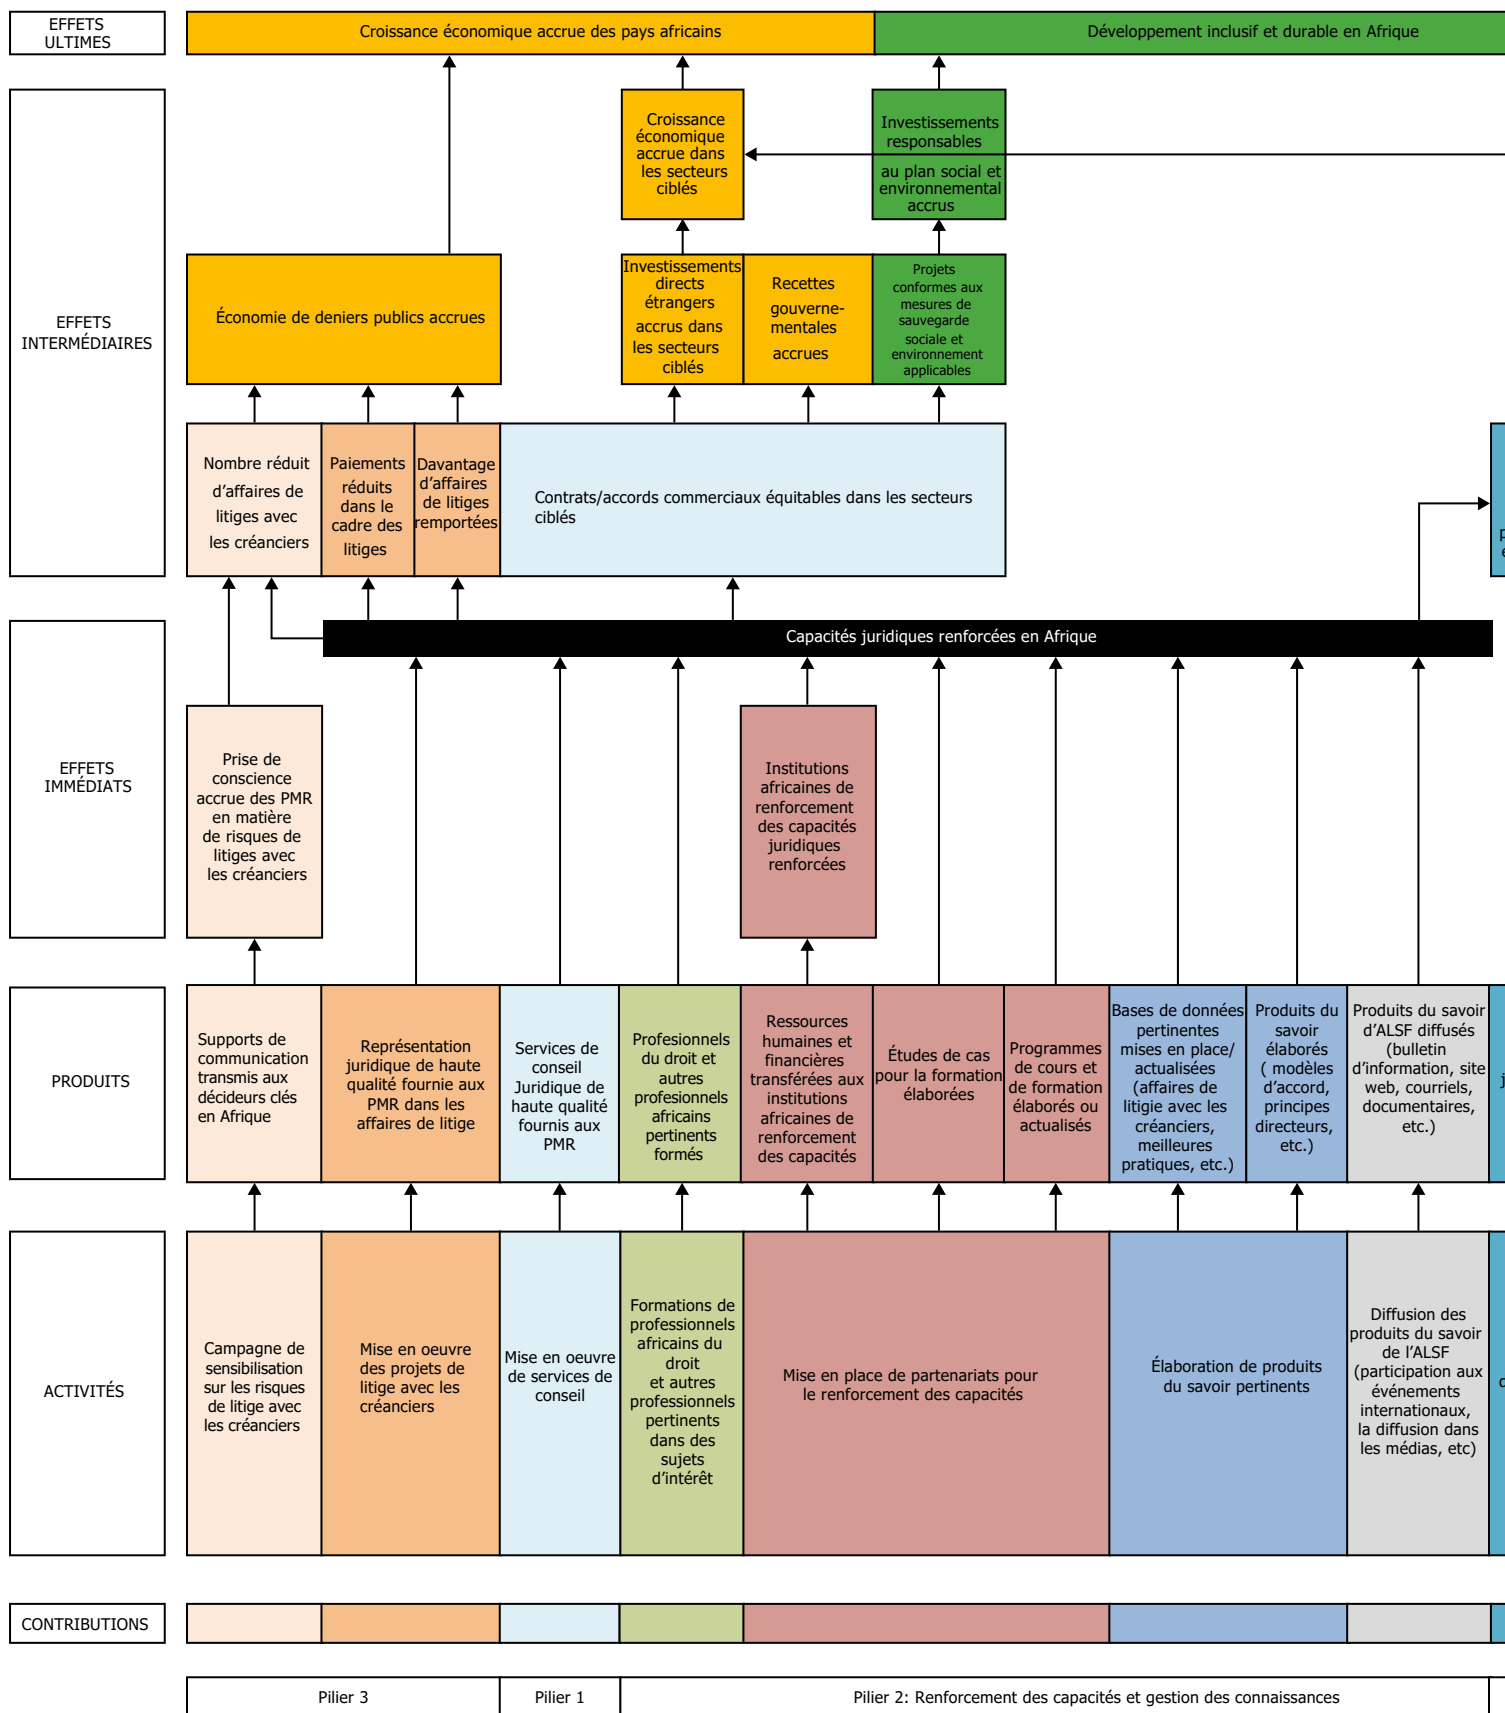 EFFETS
ULTIMES
Croissance économique accrue des pays africains
Développement inclusif et durable en Afrique
EFFETS
INTERMÉDIAIRES
Croissance
économique
accrue dans
les secteurs
ciblés
Investissements
responsables
au plan social et
environnemental
accrus
Économie de deniers publics accrues
Investissements
directs
étrangers
accrus dans
les secteurs
ciblés
Recettes
gouverne-
mentales
accrues
Projets
conformes aux
mesures de
sauvegarde
sociale et
environnement
applicables
Nombre réduit
d'affaires de
litiges avec
les créanciers
Paiements
réduits
dans le
cadre des
litiges
Davantage
d'affaires
de litiges
remportées
Contrats/accords commerciaux équitables dans les secteurs
ciblés
EFFETS
IMMÉDIATS
Capacités juridiques renforcées en Afrique
Prise de
conscience
accrue des PMR
en matière
de risques de
litiges avec
les créanciers
Institutions
africaines de
renforcement
des capacités
juridiques
renforcées
PRODUITS
Supports de
communication
transmis aux
décideurs clés
en Afrique
Représentation
juridique de haute
qualité fournie aux
PMR dans les
affaires de litige
Services de
conseil
Juridique de
haute qualité
fournis aux
PMR
Profesionnels
du droit et
autres
profesionnels
africains
pertinents
formés
Ressources
humaines et
financières
transférées aux
institutions
africaines de
renforcement
des capacités
Études de cas
pour la formation
élaborées
Programmes
de cours et
de formation
élaborés ou
actualisés
Bases de données
pertinentes
mises en place/
actualisées
(affaires de
litigie avec les
créanciers,
meilleures
pratiques, etc.)
Produits du
savoir
élaborés
( modèles
d'accord,
principes
directeurs,
etc.)
Produits du savoir
d'ALSF diffusés
(bulletin
d'information, site
web, courriels,
documentaires,
etc.)
ACTIVITÉS
Campagne de
sensibilisation
sur les risques
de litige avec
les créanciers
Mise en oeuvre
des projets de
litige avec les
créanciers
Mise en oeuvre
de services de
conseil
Formations de
professionnels
africains du
droit
et autres
professionnels
pertinents
dans des
sujets
d'intérêt
Mise en place de partenariats pour
le renforcement des capacités
Élaboration de produits
du savoir pertinents
Diffusion des
produits du savoir
de l'ALSF
(participation aux
événements
internationaux,
la diffusion dans
les médias, etc)
CONTRIBUTIONS
Pilier 3
Pilier 1
Pilier 2: Renforcement des capacités et gestion des connaissances